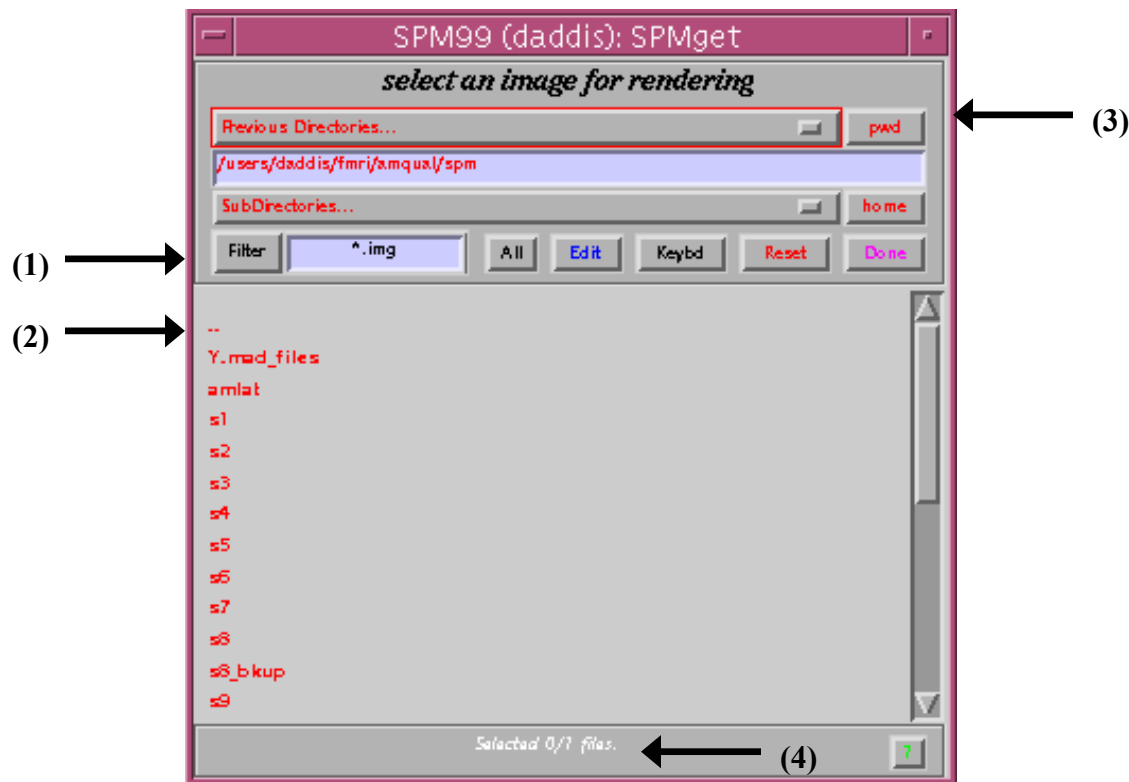 SPM99 (daddis): SPMget
select an image for rendering
Previous Directories... pwd
(3)
/users/daddis/fmri/amqual/spm
SubDirectories... home
(1)
Filter *.img All Edit Keybd Reset Done
(2)
..
Y.mad_files
amlat
s1
s2
s3
s4
s5
s6
s7
s8
s8_bkup
s9
Selected 0/1 files. ?
(4)